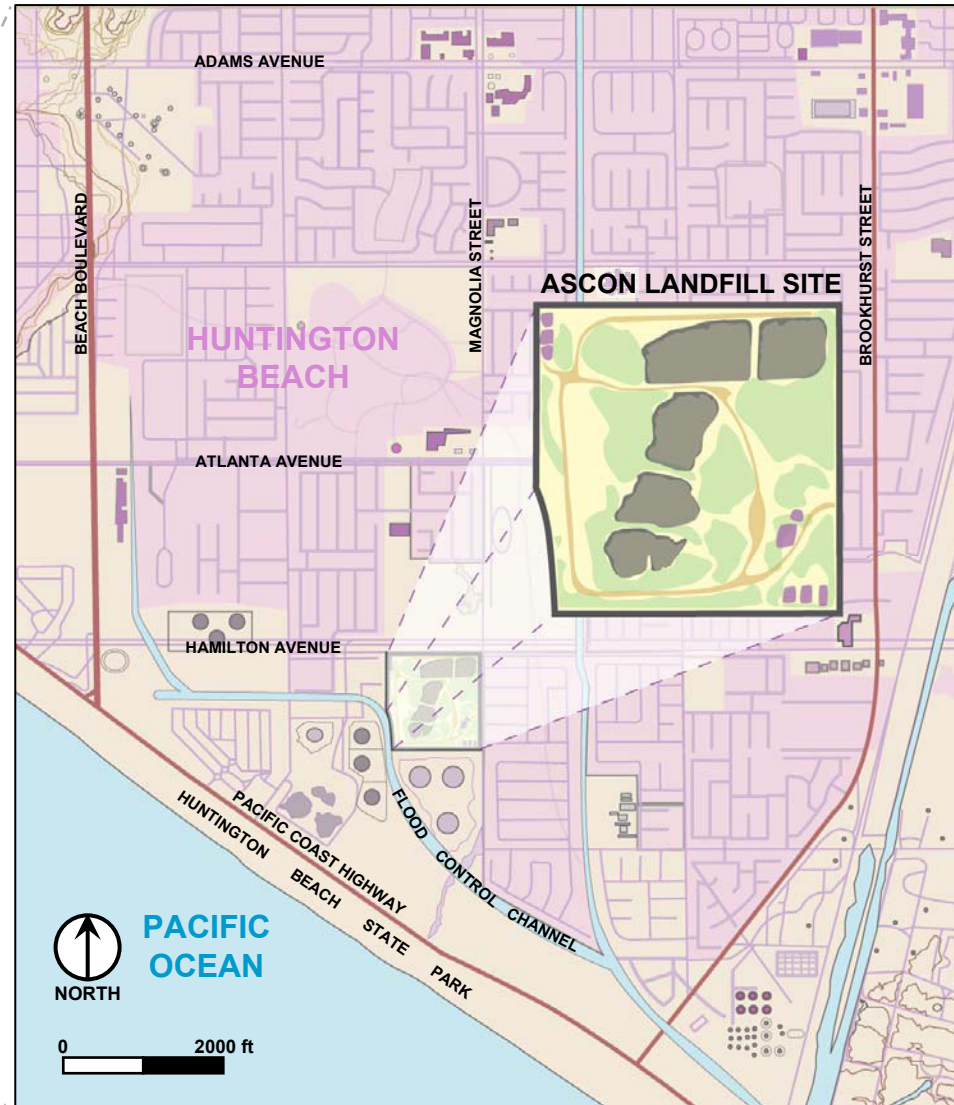 ADAMS AVENUE
BEACH BOULEVARD
MAGNOLIA STREET
BROOKHURST STREET
ASCON LANDFILL SITE
HUNTINGTON
BEACH
ATLANTA AVENUE
HAMILTON AVENUE
PACIFIC COAST HIGHWAY
HUNTINGTON BEACH STATE PARK
FLOOD CONTROL CHANNEL
PACIFIC
OCEAN
NORTH
0 2000 ft